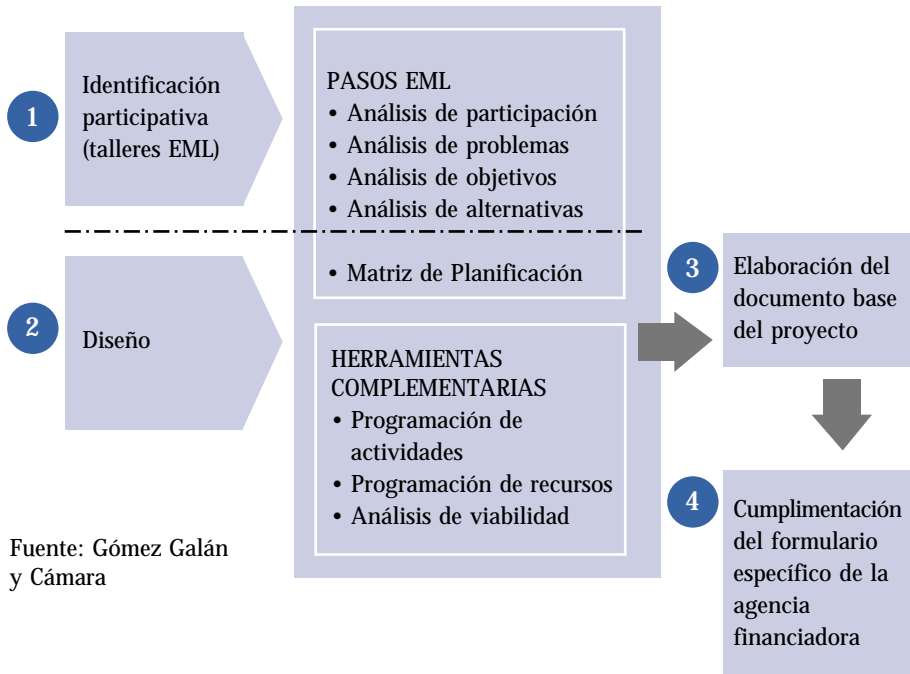 1
Identificación
participativa
(talleres EML)
PASOS EML
• Análisis de participación
• Análisis de problemas
• Análisis de objetivos
• Análisis de alternativas
• Matriz de Planificación
2
Diseño
HERRAMIENTAS
COMPLEMENTARIAS
• Programación de
actividades
• Programación de recursos
• Análisis de viabilidad
3
Elaboración del
documento base
del proyecto
4
Cumplimentación
del formulario
específico de la
agencia
financiadora
Fuente: Gómez Galán
y Cámara